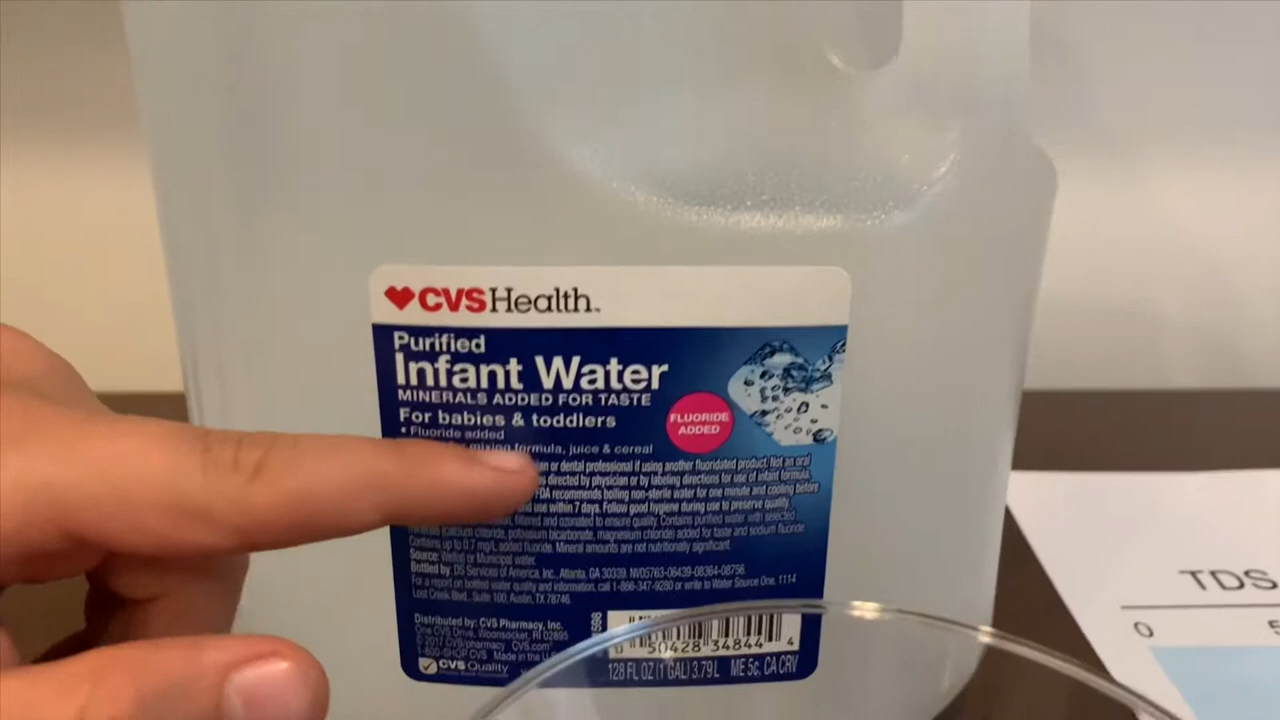 CVSHealth.
Purified
Infant Water
MINERALS ADDED FOR TASTE
For babies & toddlers
• Fluoride added
FLUORIDE
ADDED
mixing formula, juice & cereal
or dental professional if using another fluoridated product. Not an oral
directed by physician or by labeling directions for use of infant formula.
FDA recommends boiling non-sterile water for one minute and cooling before
use within 7 days. Follow good hygiene during use to preserve quality.
filtered and ozonated to ensure quality. Contains purified water with selected
minerals (calcium chloride, potassium bicarbonate, magnesium chloride) added for taste and sodium fluoride
Contains up to 0.7 mg/L added fluoride. Mineral amounts are not nutritionally significant.
Source: Well(s) or Municipal water.
Bottled by: DS Services of America, Inc., Atlanta, GA 30339. NV05763-06439-08364-08756.
For a report on bottled water quality and information, call 1-866-347-9280 or write to Water Source One, 1114
Lost Creek Blvd., Suite 100, Austin, TX 78746.
Distributed by: CVS Pharmacy, Inc.
One CVS Drive, Woonsocket, RI 02895
© 2017 CVS/pharmacy CVS.com
1-800-SHOP CVS Made in the
CVS Quality
0 50428 34844 4
128 FL OZ (1 GAL) 3.79 L ME 5c, CA CRV
TDS
0